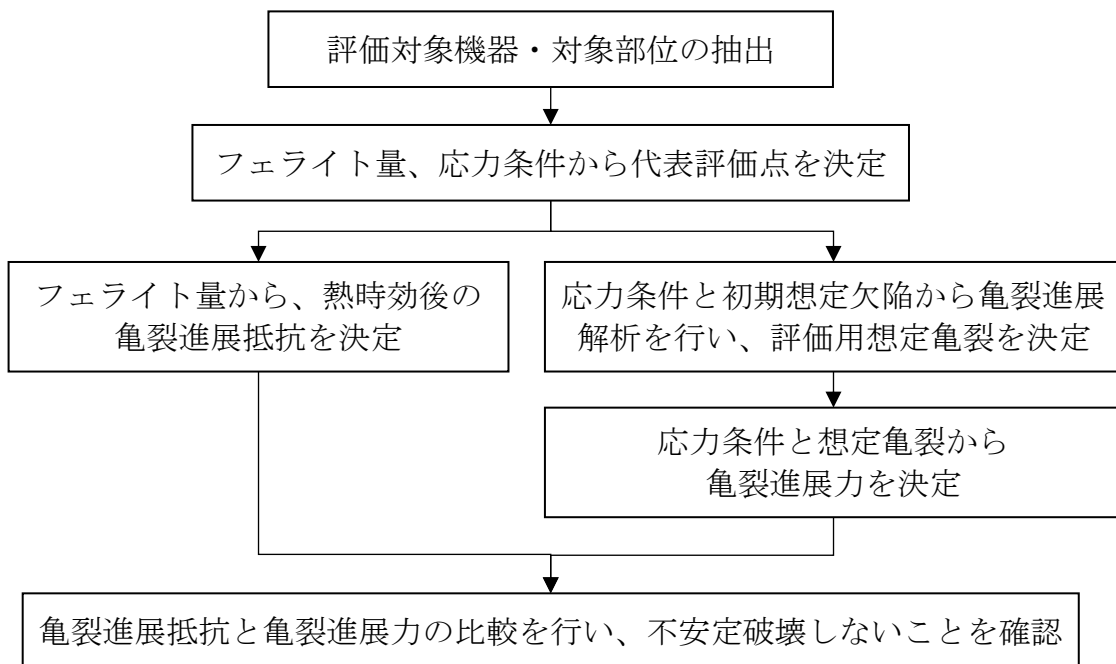 評価対象機器・対象部位の抽出
フェライト量、応力条件から代表評価点を決定
フェライト量から、熱時効後の
亀裂進展抵抗を決定
応力条件と初期想定欠陥から亀裂進展
解析を行い、評価用想定亀裂を決定
応力条件と想定亀裂から
亀裂進展力を決定
亀裂進展抵抗と亀裂進展力の比較を行い、不安定破壊しないことを確認